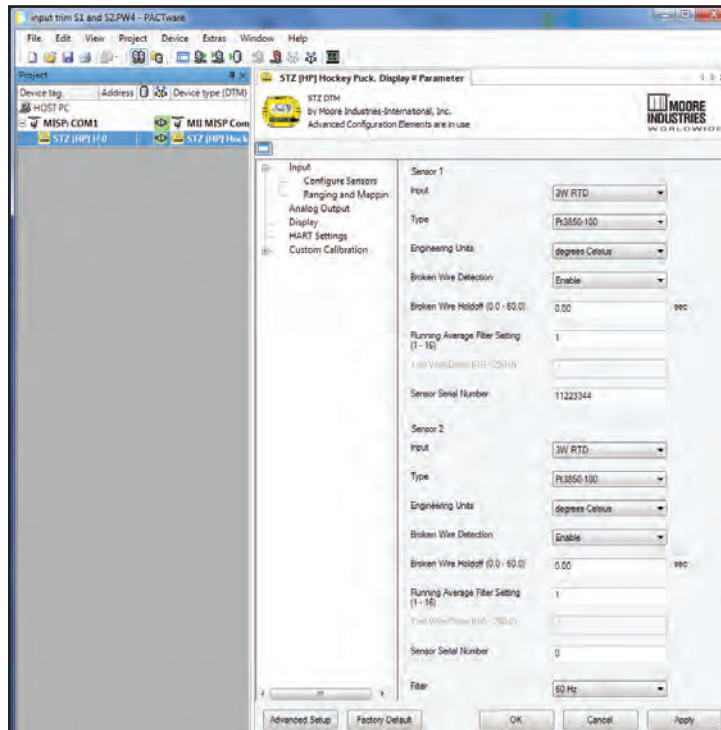 input trim S1 and S2.PW4 - PACTware
File Edit View Project Device Extras Window Help
Project
Device tag Address Device type (DTM)
HOST PC
MISP: COM1 MII MISP Com
STZ [HP] H 0 STZ [HP] Hock
STZ [HP] Hockey Puck. Display # Parameter
STZ DTM
by Moore Industries-International, Inc.
Advanced Configuration Elements are in use
MOORE
INDUSTRIES
WORLDWIDE
Input
Configure Sensors
Ranging and Mappin
Analog Output
Display
HART Settings
Custom Calibration
Sensor 1
Input 3W RTD
Type Pt3850-100
Engineering Units degrees Celsius
Broken Wire Detection Enable
Broken Wire Holdoff (0.0 - 60.0) 0.00 sec
Running Average Filter Setting
(1 - 16) 1
Sensor Serial Number 11223344
Sensor 2
Input 3W RTD
Type Pt3850-100
Engineering Units degrees Celsius
Broken Wire Detection Enable
Broken Wire Holdoff (0.0 - 60.0) 0.00 sec
Running Average Filter Setting
(1 - 16) 1
Sensor Serial Number 0
Filter 60 Hz
Advanced Setup Factory Default OK Cancel Apply